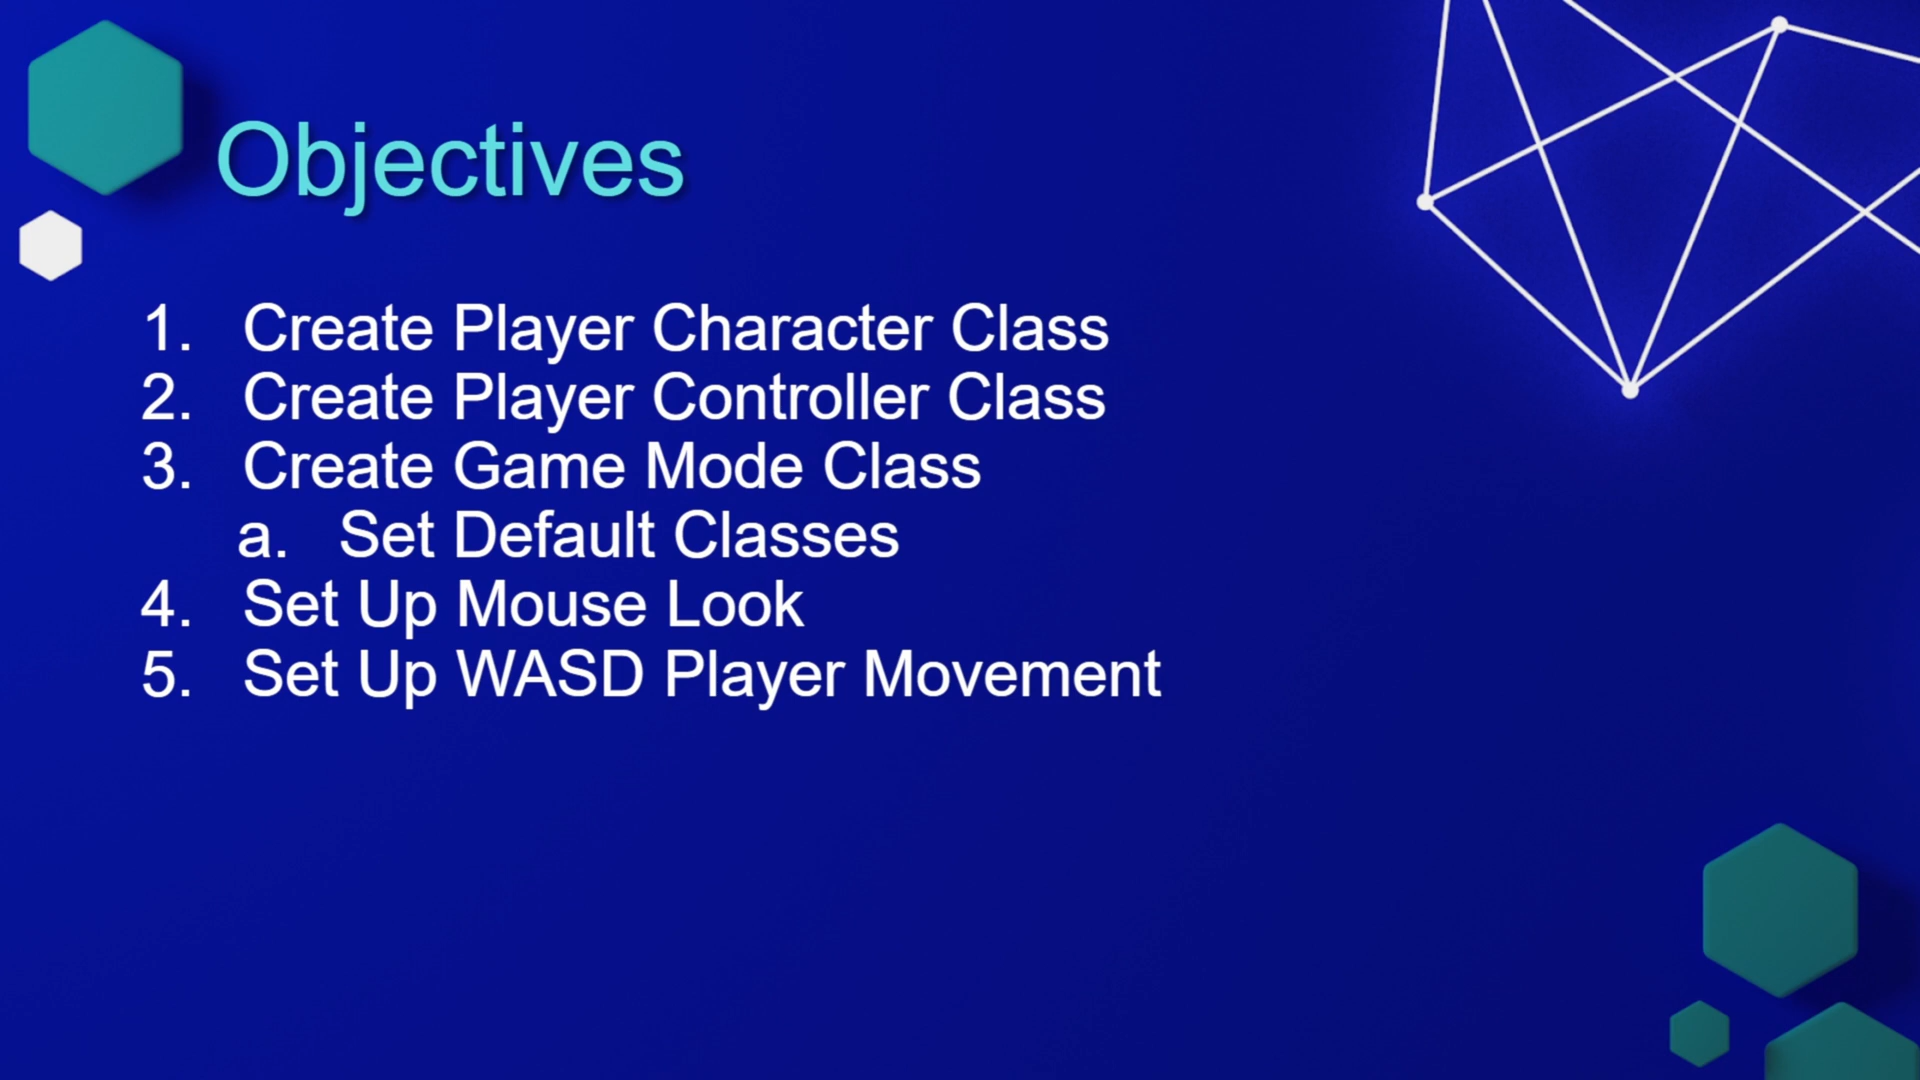 Objectives
1. Create Player Character Class
2. Create Player Controller Class
3. Create Game Mode Class
a. Set Default Classes
4. Set Up Mouse Look
5. Set Up WASD Player Movement